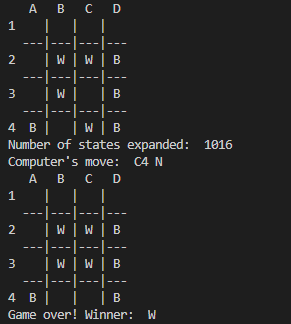 A   B   C   D
1    |   |   |
  ---|---|---|---
2    | W | W | B
  ---|---|---|---
3    | W |   | B
  ---|---|---|---
4  B |   | W | B
Number of states expanded:  1016
Computer's move:  C4 N
   A   B   C   D
1    |   |   |
  ---|---|---|---
2    | W | W | B
  ---|---|---|---
3    | W | W | B
  ---|---|---|---
4  B |   |   | B
Game over! Winner:  W